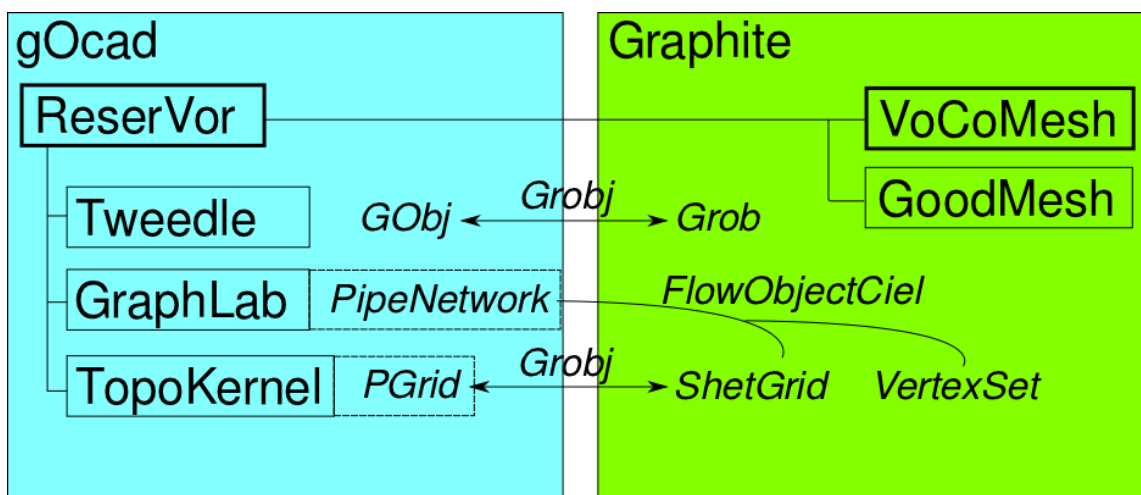 gOcad
Graphite
ReserVor
VoCoMesh
GoodMesh
Tweedle
GObj
Grobj
Grob
GraphLab
PipeNetwork
FlowObjectCiel
TopoKernel
PGrid
Grobj
ShetGrid
VertexSet